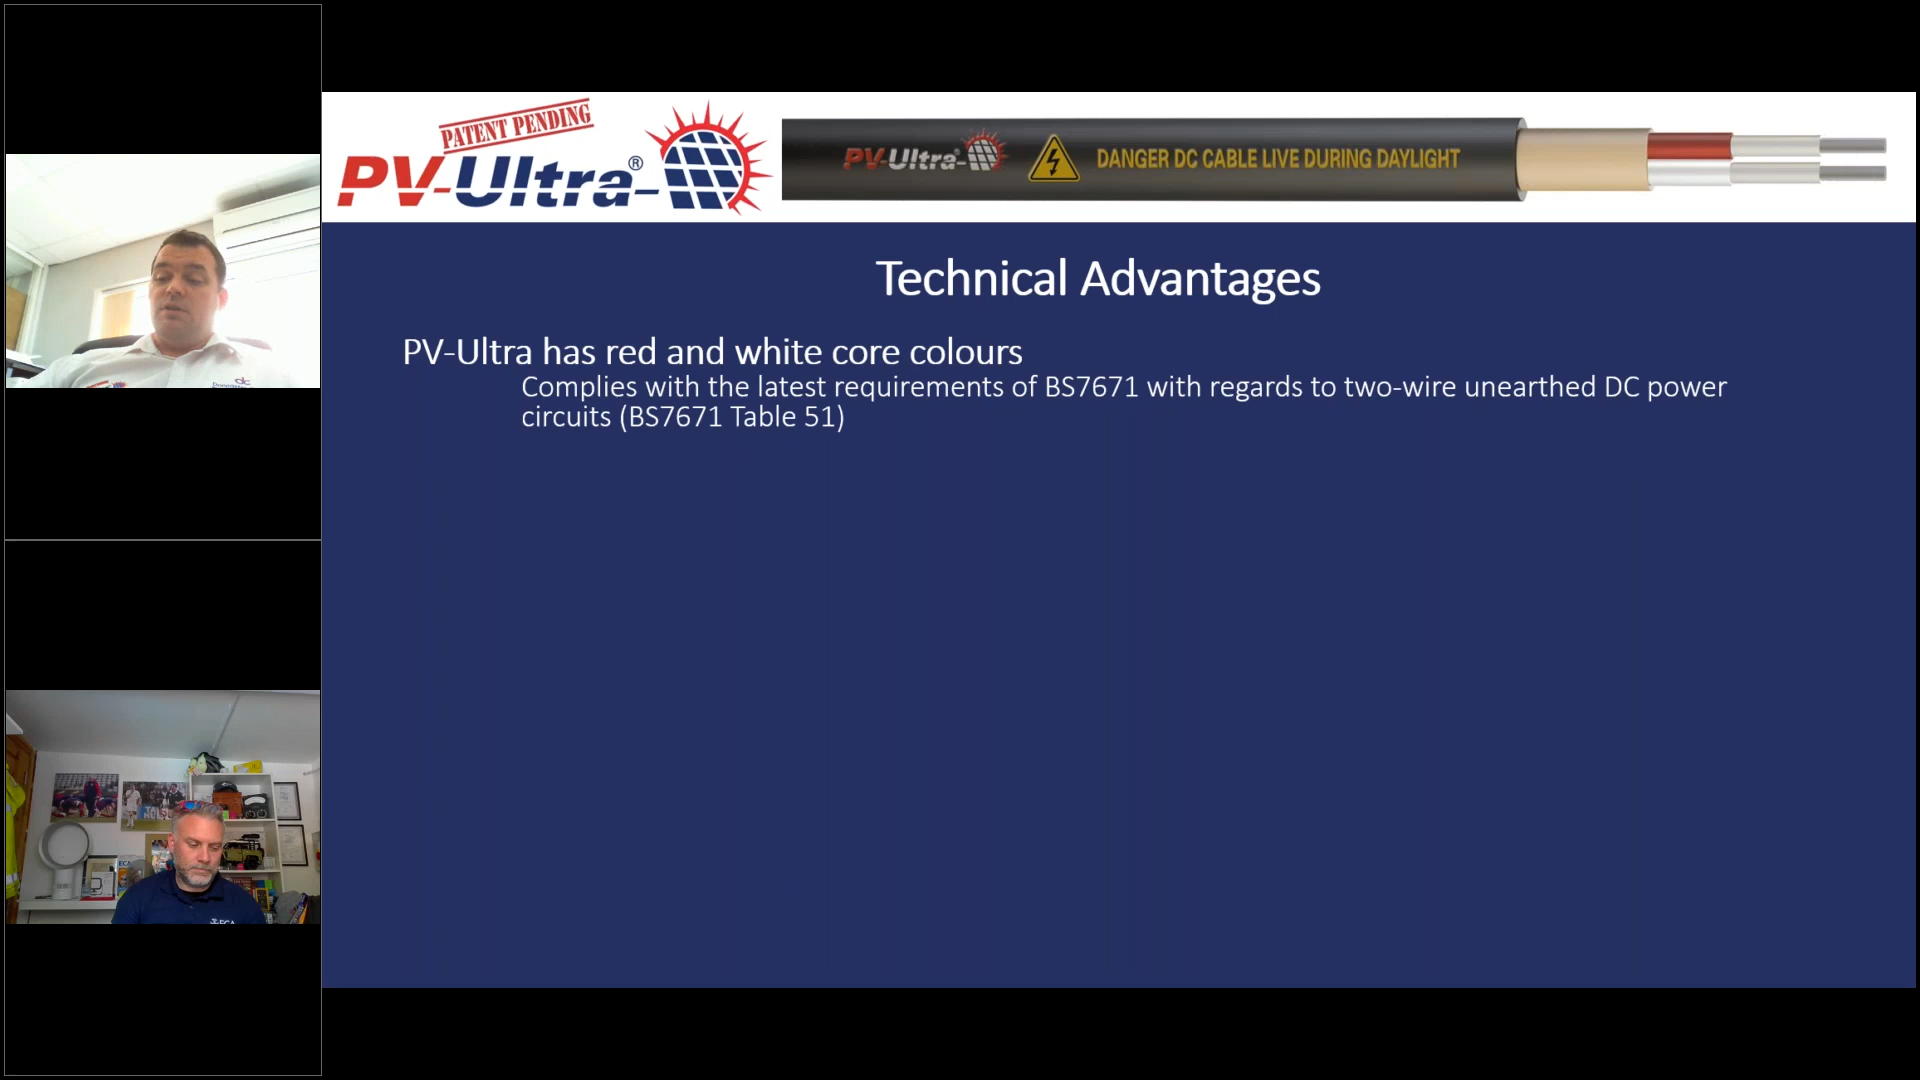 PATENT PENDING
PV-Ultra®
PV-Ultra® DANGER DC CABLE LIVE DURING DAYLIGHT
Technical Advantages
PV-Ultra has red and white core colours
Complies with the latest requirements of BS7671 with regards to two-wire unearthed DC power
circuits (BS7671 Table 51)
dc
ECA